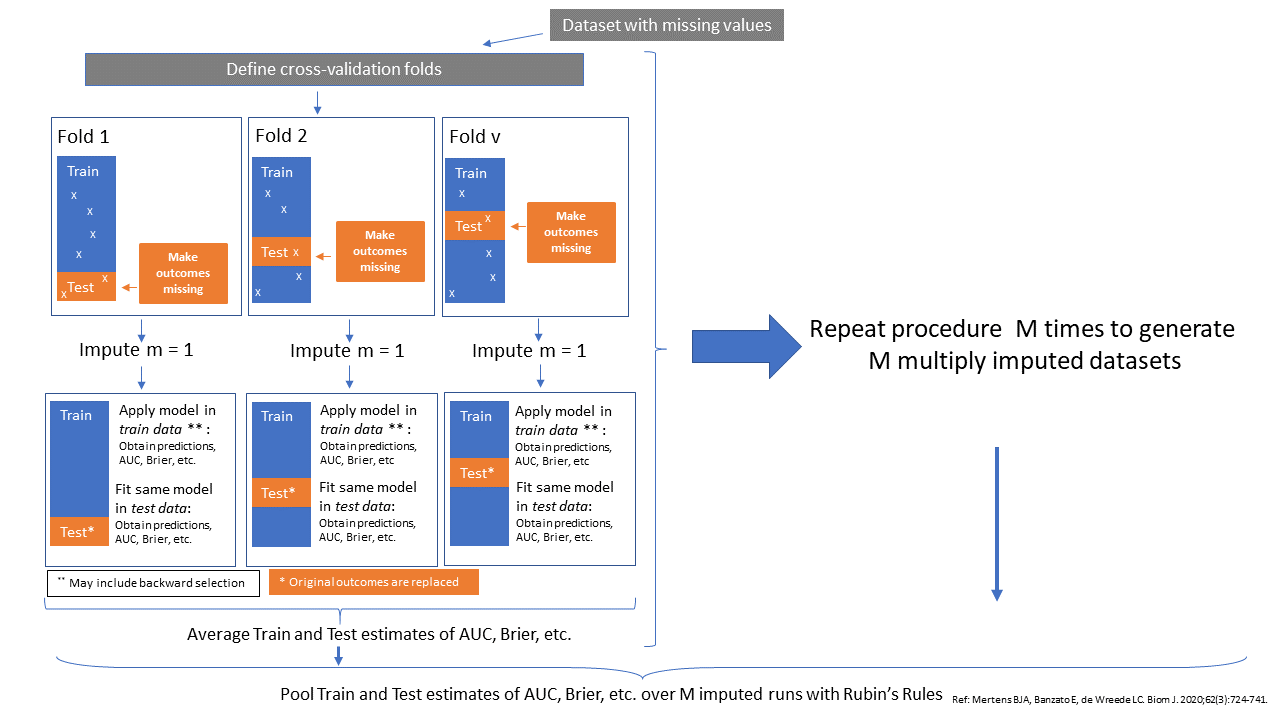 Dataset with missing values
Define cross-validation folds
Fold 1
Train
x
x
x
x
Test
x
x
Make
outcomes
missing
Fold 2
Train
x
x
Test x
x
x
Make
outcomes
missing
Fold v
Train
x
Test x
x
x
x
Make
outcomes
missing
Impute m = 1
Impute m = 1
Impute m = 1
Repeat procedure M times to generate
M multiply imputed datasets
Train
Test*
Apply model in
train data ** :
Obtain predictions,
AUC, Brier, etc.
Fit same model
in test data:
Obtain predictions,
AUC, Brier, etc.
Train
Test*
Apply model in
train data ** :
Obtain predictions,
AUC, Brier, etc
Fit same model
in test data:
Obtain predictions,
AUC, Brier, etc.
Train
Test*
Apply model in
train data ** :
Obtain predictions,
AUC, Brier, etc
Fit same model
in test data:
Obtain predictions,
AUC, Brier, etc.
** May include backward selection
* Original outcomes are replaced
Average Train and Test estimates of AUC, Brier, etc.
Pool Train and Test estimates of AUC, Brier, etc. over M imputed runs with Rubin's Rules
Ref: Mertens BJA, Banzato E, de Wreede LC. Biom J. 2020;62(3):724-741.